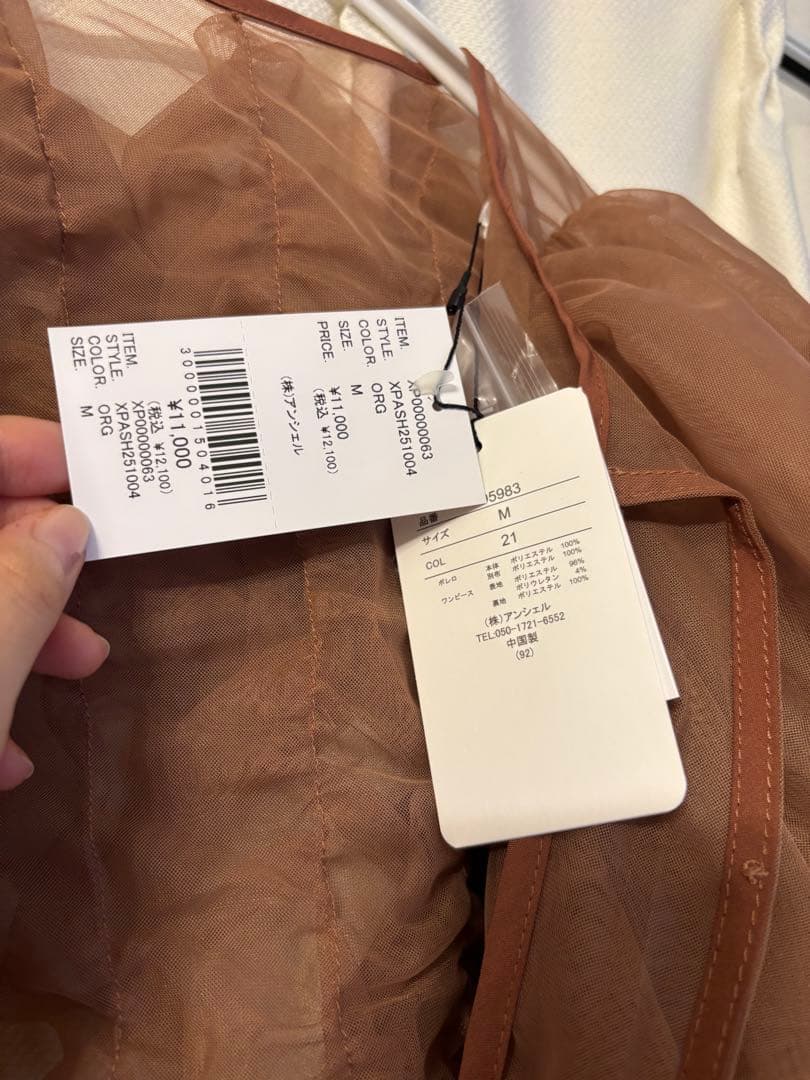 ITEM. XP00000063
STYLE. XPASH251004
COLOR. ORG
SIZE. M
PRICE. ¥11,000
(税込 ¥12,100)
(株)アンシェル
3000001504016
ITEM. XP00000063
STYLE. XPASH251004
COLOR. ORG
SIZE. M
¥11,000
(税込 ¥12,100)
品番 05983
サイズ M
COL 21
ボレロ 本体 ポリエステル 100%
別布 ポリエステル 100%
ワンピース 表地 ポリエステル 96%
ポリウレタン 4%
裏地 ポリエステル 100%
(株)アンシェル
TEL:050-1721-6552
中国製
(92)